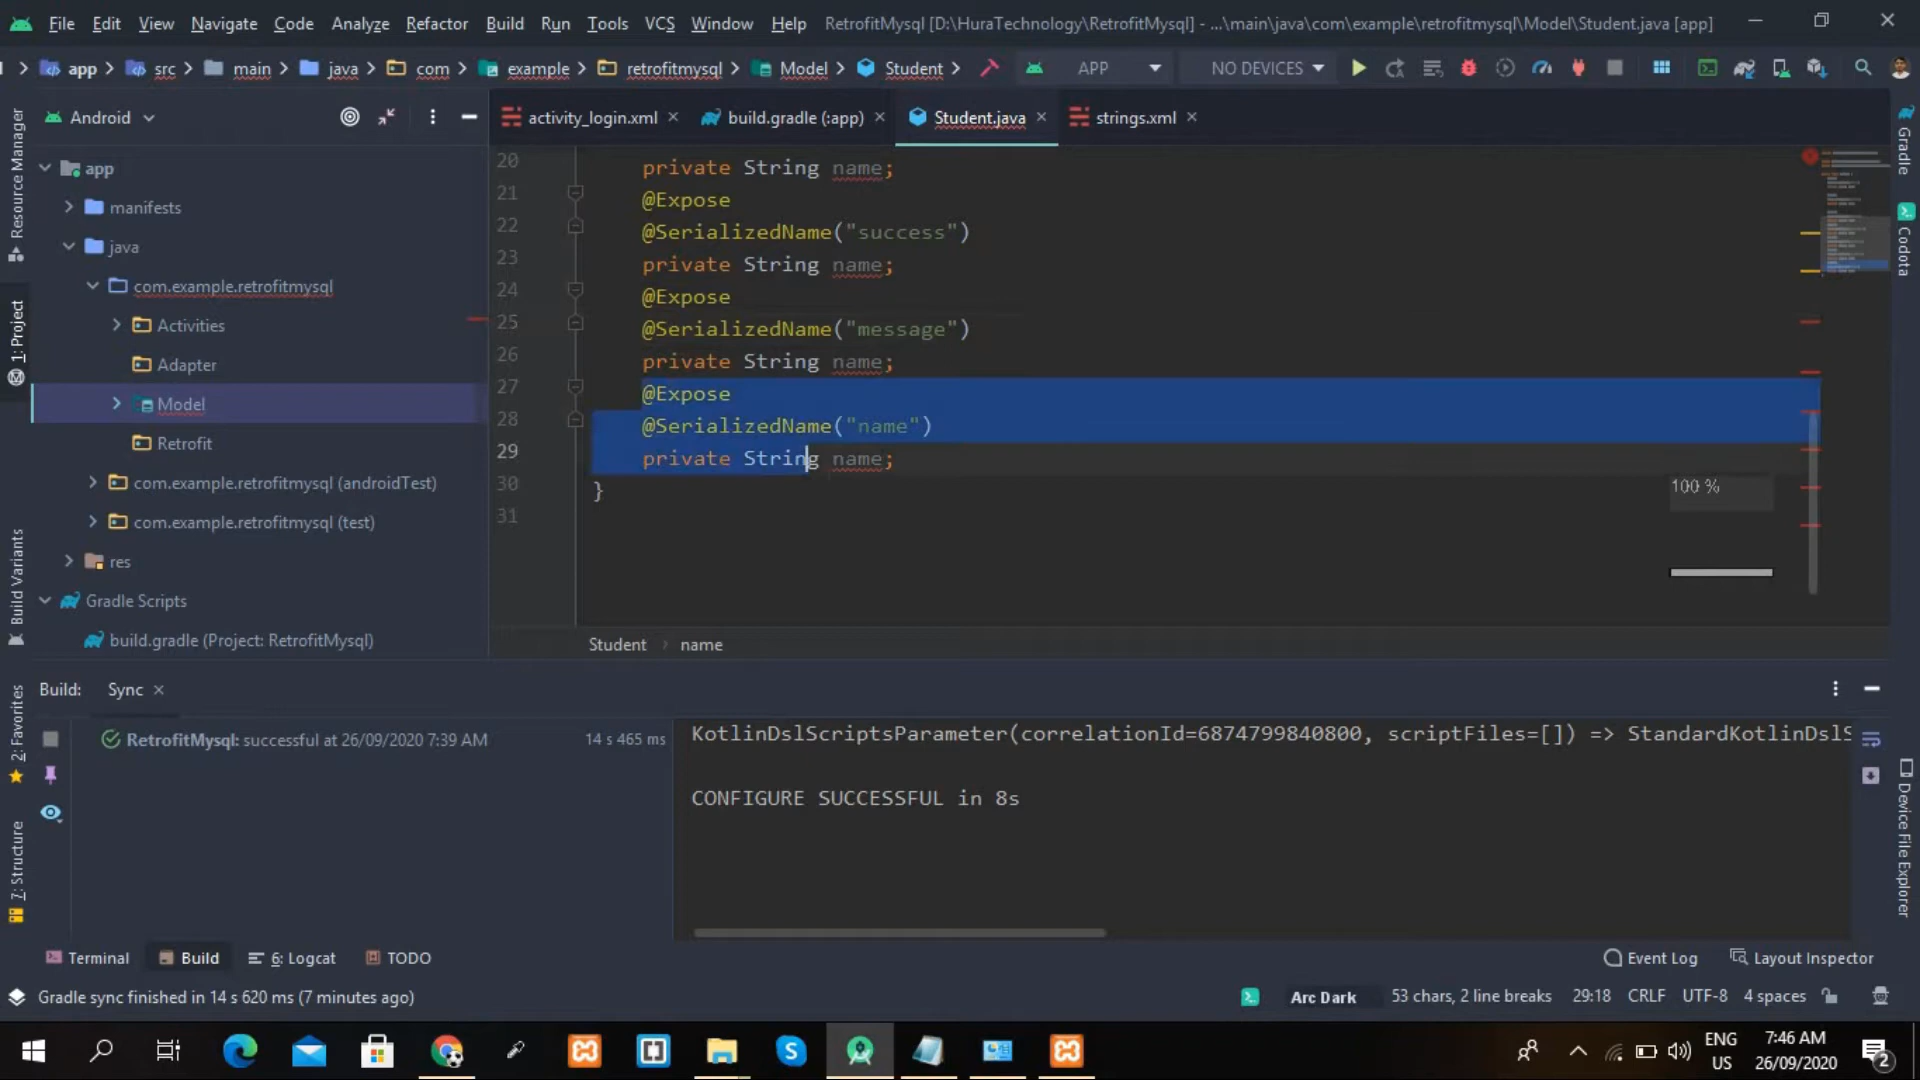 File Edit View Navigate Code Analyze Refactor Build Run Tools VCS Window Help RetrofitMysql [D:\HuraTechnology\RetrofitMysql] - ...\main\java\com\example\retrofitmysql\Model\Student.java [app]
app src main java com example retrofitmysql Model Student APP NO DEVICES
Android
activity_login.xml build.gradle (:app) Student.java strings.xml
Resource Manager
1: Project
Build Variants
2: Favorites
7: Structure
app
manifests
java
com.example.retrofitmysql
Activities
Adapter
Model
Retrofit
com.example.retrofitmysql (androidTest)
com.example.retrofitmysql (test)
res
Gradle Scripts
build.gradle (Project: RetrofitMysql)
20 private String name;
21 @Expose
22 @SerializedName("success")
23 private String name;
24 @Expose
25 @SerializedName("message")
26 private String name;
27 @Expose
28 @SerializedName("name")
29 private String name;
30 }
31
100 %
Student name
Gradle
Codota
Device File Explorer
Build: Sync
RetrofitMysql: successful at 26/09/2020 7:39 AM 14 s 465 ms
KotlinDslScriptsParameter(correlationId=6874799840800, scriptFiles=[]) => StandardKotlinDslS
CONFIGURE SUCCESSFUL in 8s
Terminal Build 6: Logcat TODO Event Log Layout Inspector
Gradle sync finished in 14 s 620 ms (7 minutes ago) Arc Dark 53 chars, 2 line breaks 29:18 CRLF UTF-8 4 spaces
ENG
US
7:46 AM
26/09/2020
2